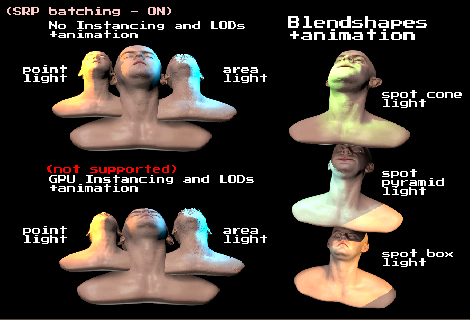 (SRP batching - ON)
No Instancing and LODs
+animation
point
light
area
light
(not supported)
GPU Instancing and LODs
+animation
point
light
area
light
Blendshapes
+animation
spot cone
light
spot
pyramid
light
spot box
light